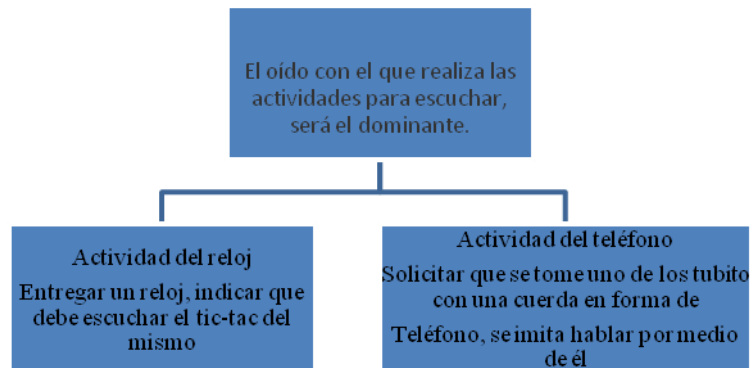 El oído con el que realiza las
actividades para escuchar,
será el dominante.
Actividad del reloj
Entregar un reloj, indicar que
debe escuchar el tic-tac del
mismo
Actividad del teléfono
Solicitar que se tome uno de los tubito
con una cuerda en forma de
Teléfono, se imita hablar por medio
de él